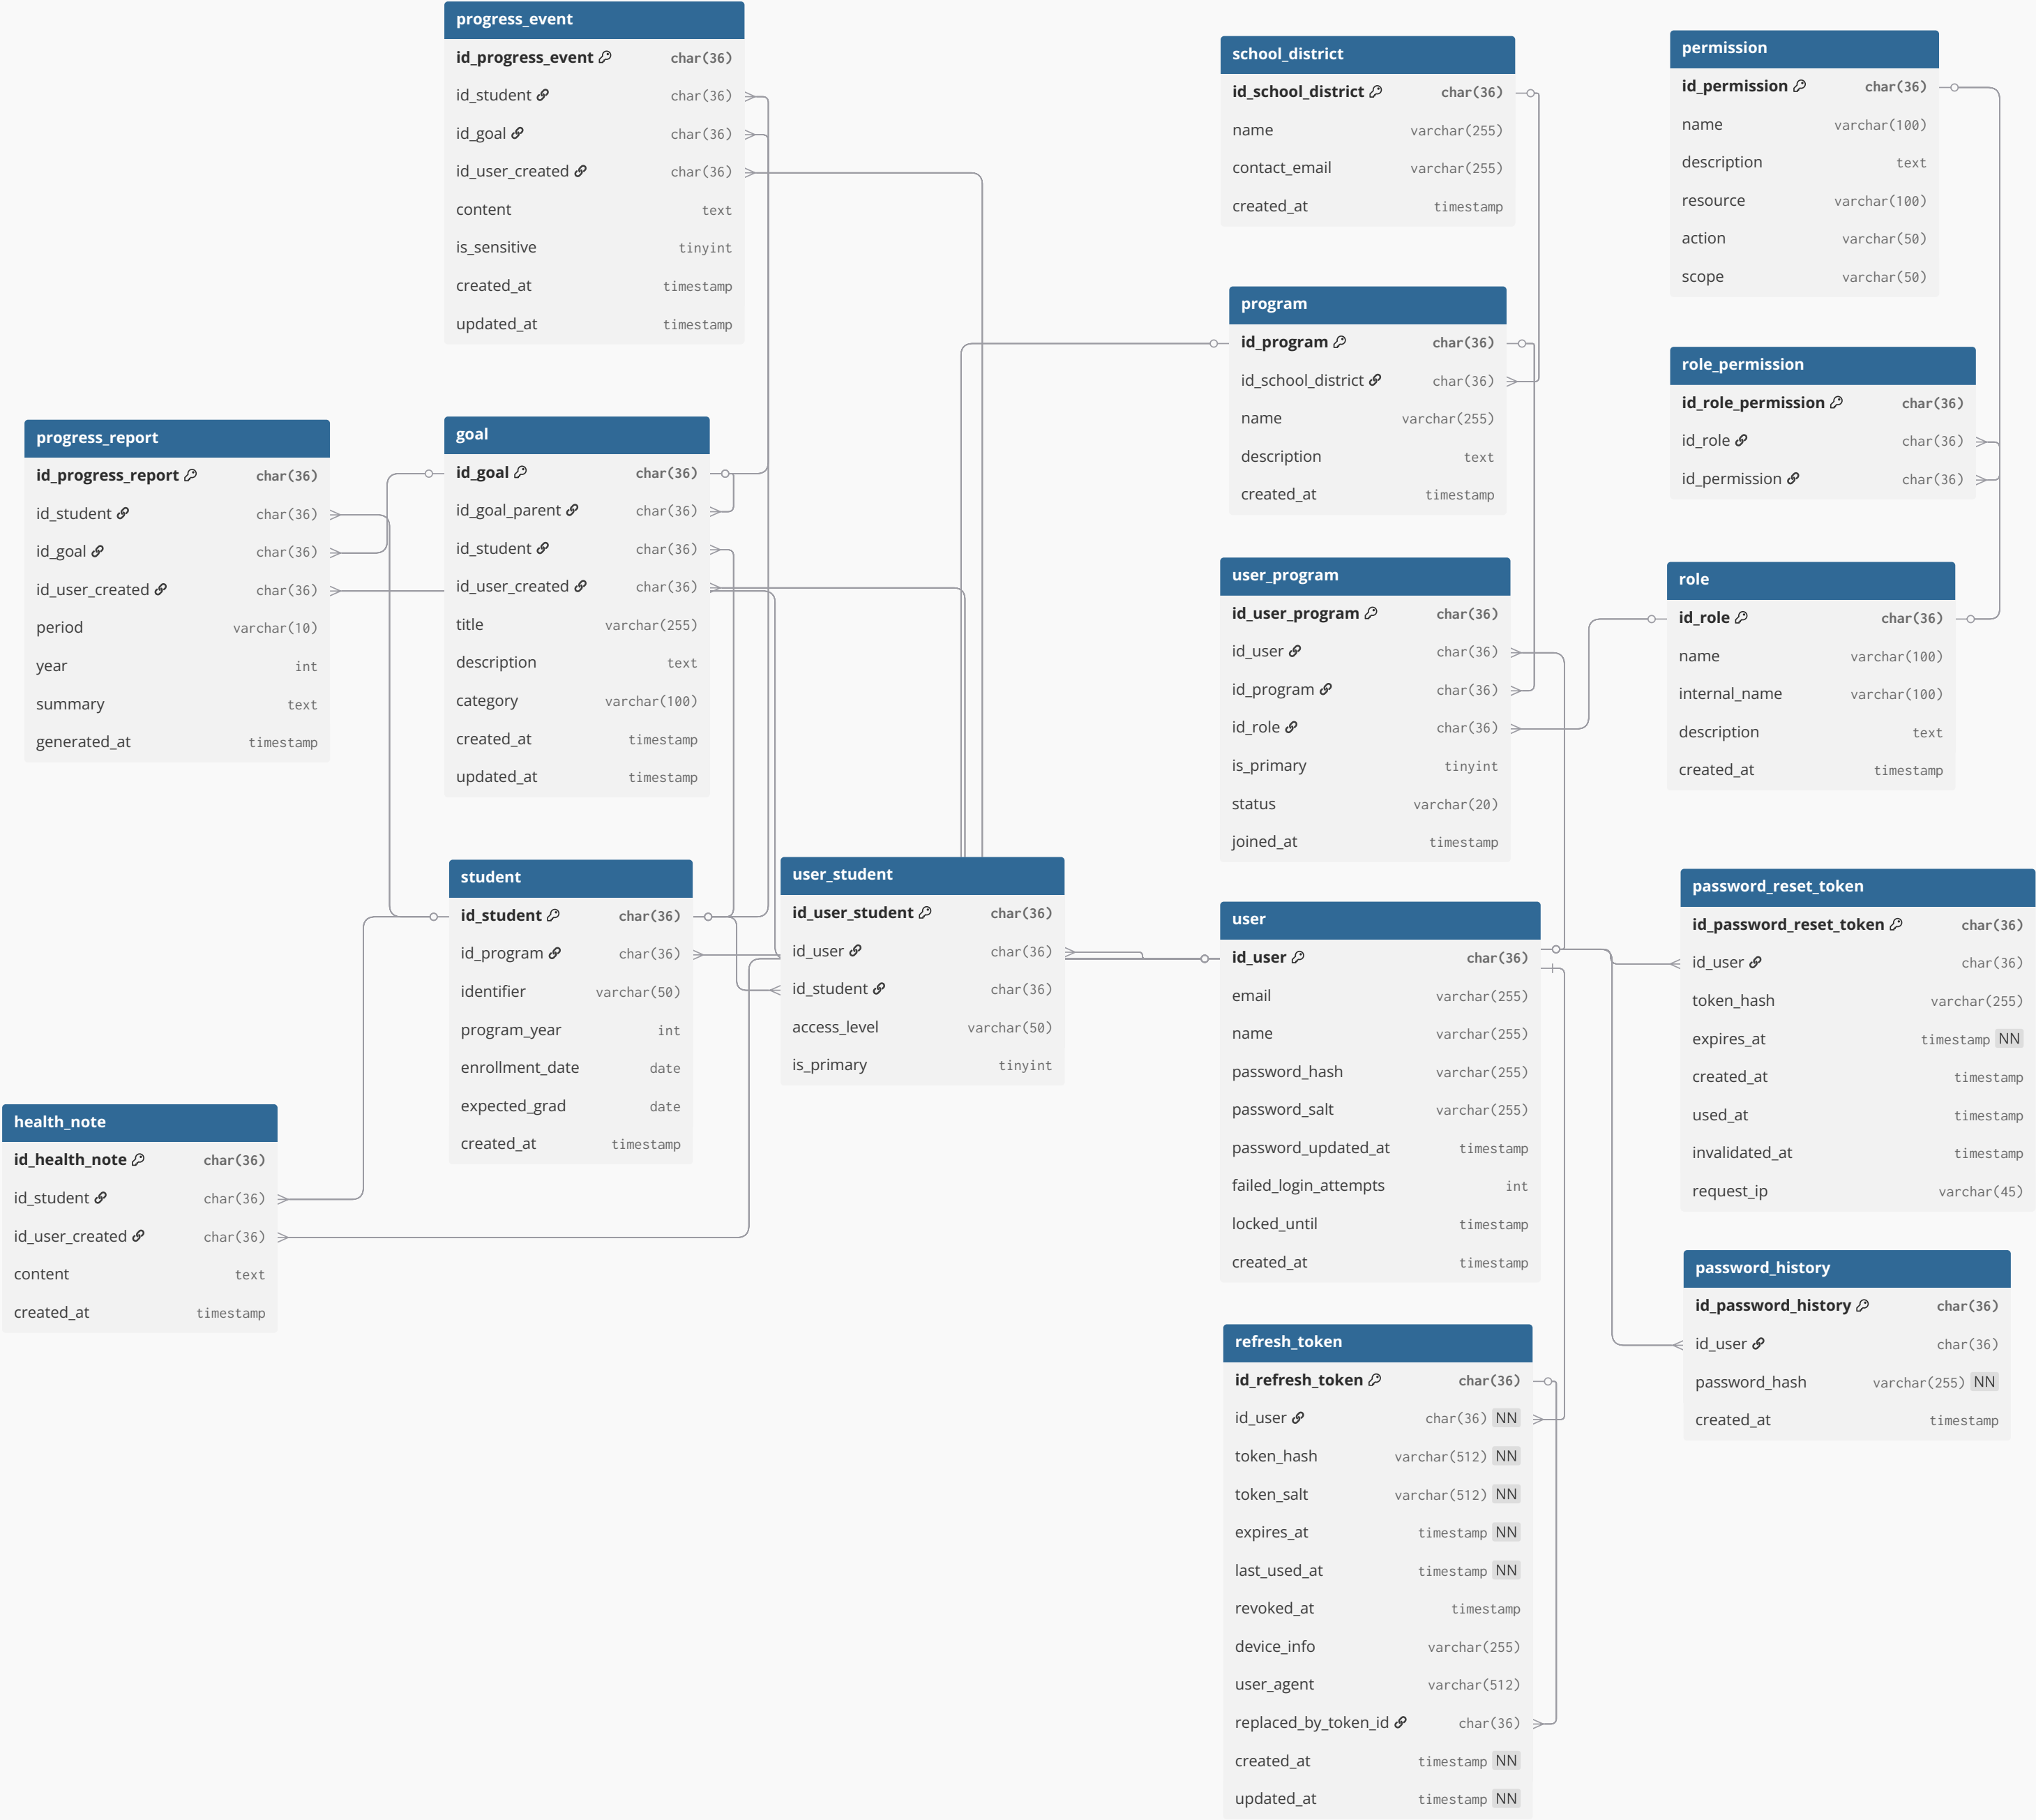 progress_event
id_progress_event char(36)
id_student char(36)
id_goal char(36)
id_user_created char(36)
content text
is_sensitive tinyint
created_at timestamp
updated_at timestamp
school_district
id_school_district char(36)
name varchar(255)
contact_email varchar(255)
created_at timestamp
permission
id_permission char(36)
name varchar(100)
description text
resource varchar(100)
action varchar(50)
scope varchar(50)
program
id_program char(36)
id_school_district char(36)
name varchar(255)
description text
created_at timestamp
role_permission
id_role_permission char(36)
id_role char(36)
id_permission char(36)
progress_report
id_progress_report char(36)
id_student char(36)
id_goal char(36)
id_user_created char(36)
period varchar(10)
year int
summary text
generated_at timestamp
goal
id_goal char(36)
id_goal_parent char(36)
id_student char(36)
id_user_created char(36)
title varchar(255)
description text
category varchar(100)
created_at timestamp
updated_at timestamp
user_program
id_user_program char(36)
id_user char(36)
id_program char(36)
id_role char(36)
is_primary tinyint
status varchar(20)
joined_at timestamp
role
id_role char(36)
name varchar(100)
internal_name varchar(100)
description text
created_at timestamp
student
id_student char(36)
id_program char(36)
identifier varchar(50)
program_year int
enrollment_date date
expected_grad date
created_at timestamp
user_student
id_user_student char(36)
id_user char(36)
id_student char(36)
access_level varchar(50)
is_primary tinyint
user
id_user char(36)
email varchar(255)
name varchar(255)
password_hash varchar(255)
password_salt varchar(255)
password_updated_at timestamp
failed_login_attempts int
locked_until timestamp
created_at timestamp
password_reset_token
id_password_reset_token char(36)
id_user char(36)
token_hash varchar(255)
expires_at timestamp NN
created_at timestamp
used_at timestamp
invalidated_at timestamp
request_ip varchar(45)
health_note
id_health_note char(36)
id_student char(36)
id_user_created char(36)
content text
created_at timestamp
password_history
id_password_history char(36)
id_user char(36)
password_hash varchar(255) NN
created_at timestamp
refresh_token
id_refresh_token char(36)
id_user char(36) NN
token_hash varchar(512) NN
token_salt varchar(512) NN
expires_at timestamp NN
last_used_at timestamp NN
revoked_at timestamp
device_info varchar(255)
user_agent varchar(512)
replaced_by_token_id char(36)
created_at timestamp NN
updated_at timestamp NN